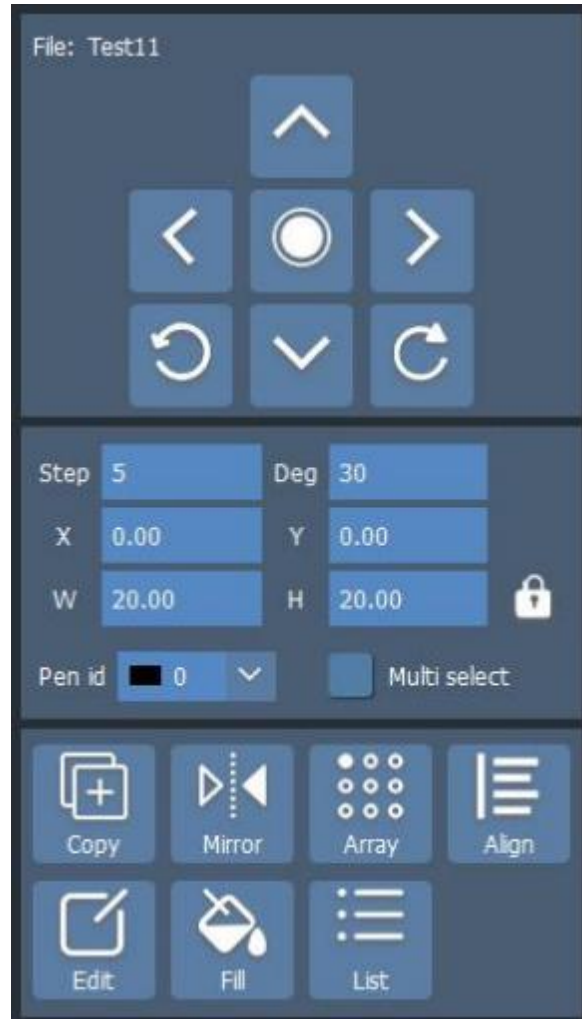 File: Test11
Step 5 Deg 30
X 0.00 Y 0.00
W 20.00 H 20.00
Pen id 0 Multi select
Copy Mirror Array Align
Edit Fill List